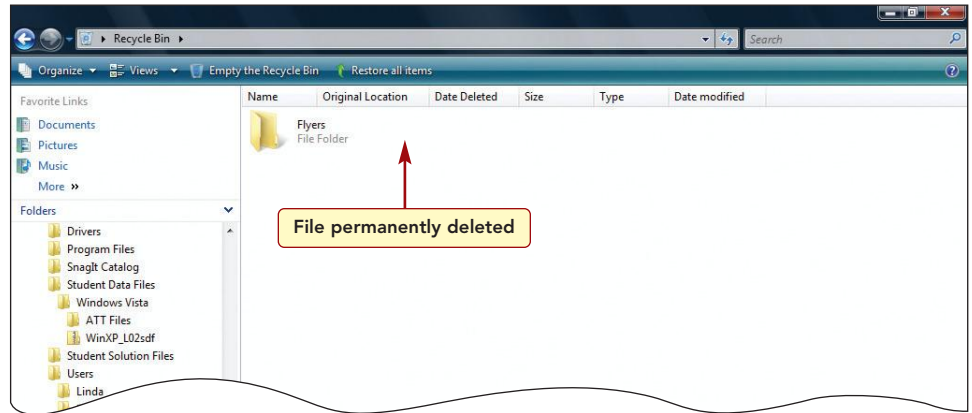 Recycle Bin
Search
Organize Views Empty the Recycle Bin Restore all items
Favorite Links
Documents
Pictures
Music
More »
Folders
Drivers
Program Files
SnagIt Catalog
Student Data Files
Windows Vista
ATT Files
WinXP_L02sdf
Student Solution Files
Users
Linda
Name Original Location Date Deleted Size Type Date modified
Flyers
File Folder
File permanently deleted